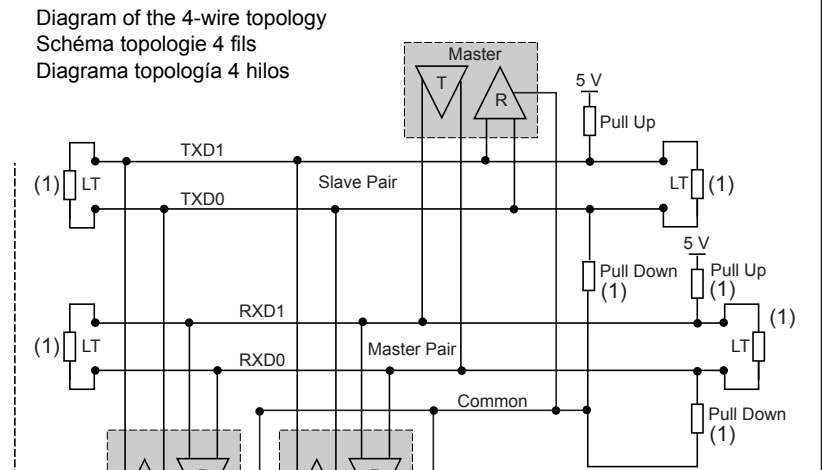 Diagram of the 4-wire topology
Schéma topologie 4 fils
Diagrama topología 4 hilos
Master
T
R
5 V
Pull Up
TXD1
(1) LT
Slave Pair
LT (1)
TXD0
5 V
Pull Down
(1)
Pull Up
(1)
RXD1
(1)
(1) LT
Master Pair
LT
RXD0
Common
Pull Down
(1)